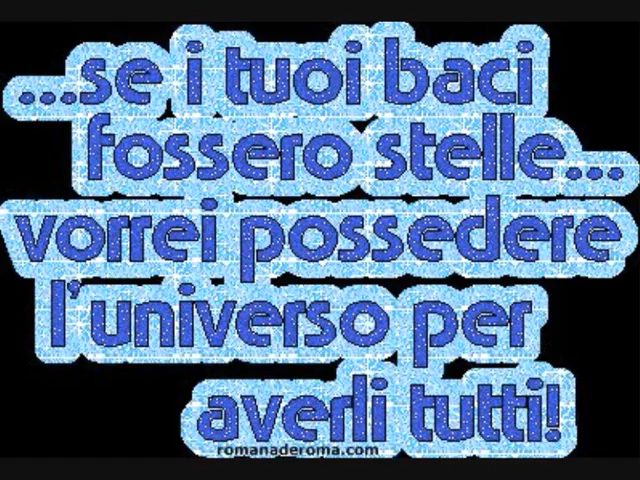 ...se i tuoi baci
fossero stelle...
vorrei possedere
l'universo per
averli tutti!
romanaderoma.com